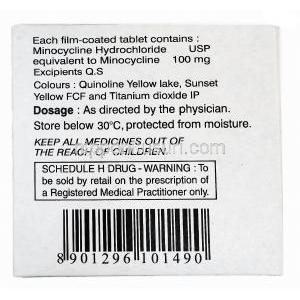 Each film-coated tablet contains :
Minocycline Hydrochloride USP
equivalent to Minocycline 100 mg
Excipients Q.S
Colours : Quinoline Yellow lake, Sunset
Yellow FCF and Titanium dioxide IP
Dosage : As directed by the physician.
Store below 30°C, protected from moisture.
KEEP ALL MEDICINES OUT OF
THE REACH OF CHILDREN.
SCHEDULE H DRUG - WARNING : To
be sold by retail on the prescription of
a Registered Medical Practitioner only.
8 901296 101490